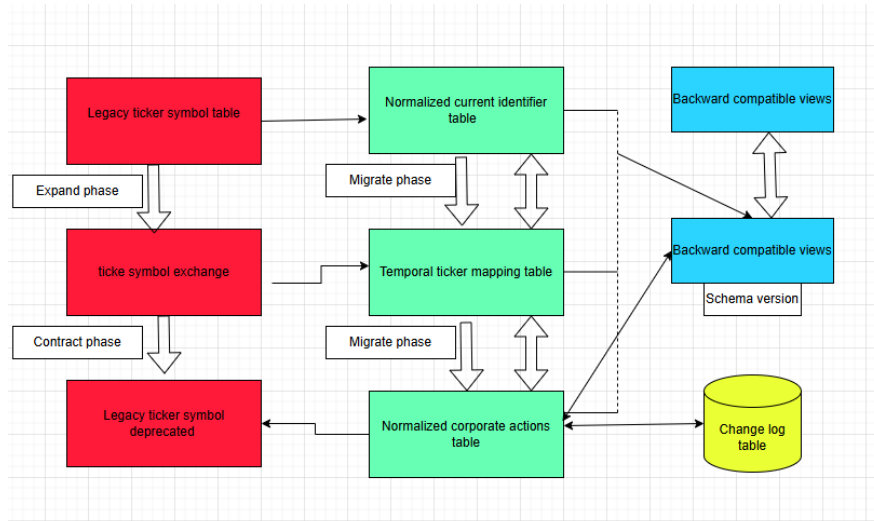 Legacy ticker symbol table
Normalized current identifier
table
Backward compatible views
Expand phase
Migrate phase
ticke symbol exchange
Temporal ticker mapping table
Backward compatible views
Schema version
Contract phase
Migrate phase
Legacy ticker symbol
deprecated
Normalized corporate actions
table
Change log
table